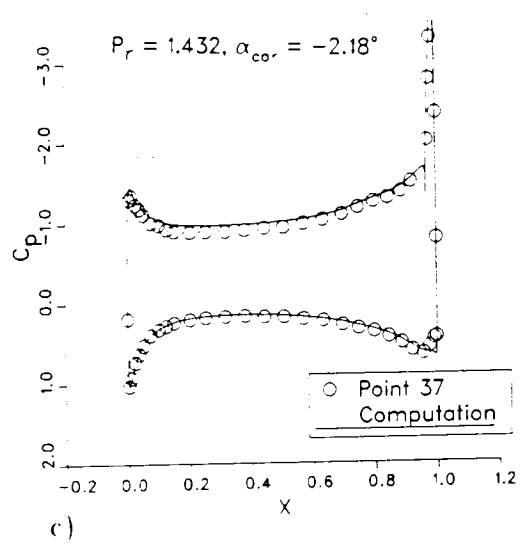 P_r = 1.432, α_cor = -2.18°
-3.0
-2.0
-1.0
0.0
1.0
2.0
C_p
○ Point 37
Computation
-0.2 0.0 0.2 0.4 0.6 0.8 1.0 1.2
X
c)